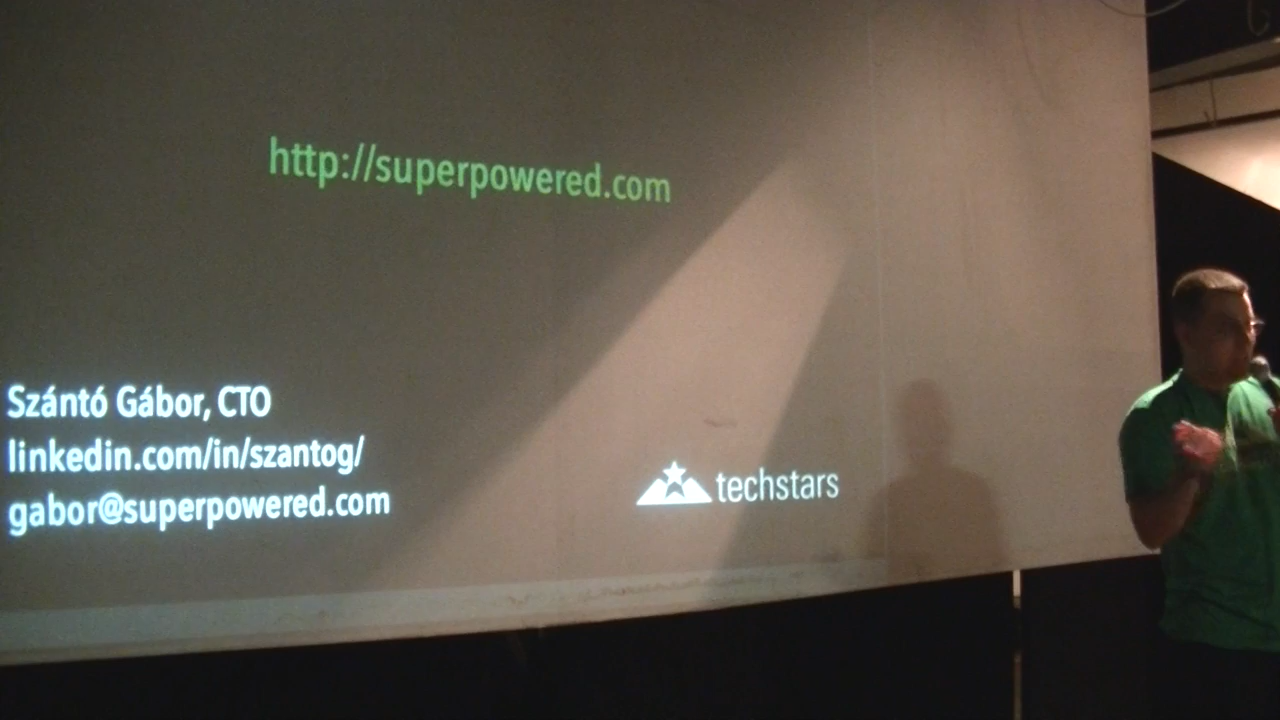 http://superpowered.com
Szántó Gábor, CTO
linkedin.com/in/szantog/
gabor@superpowered.com
techstars